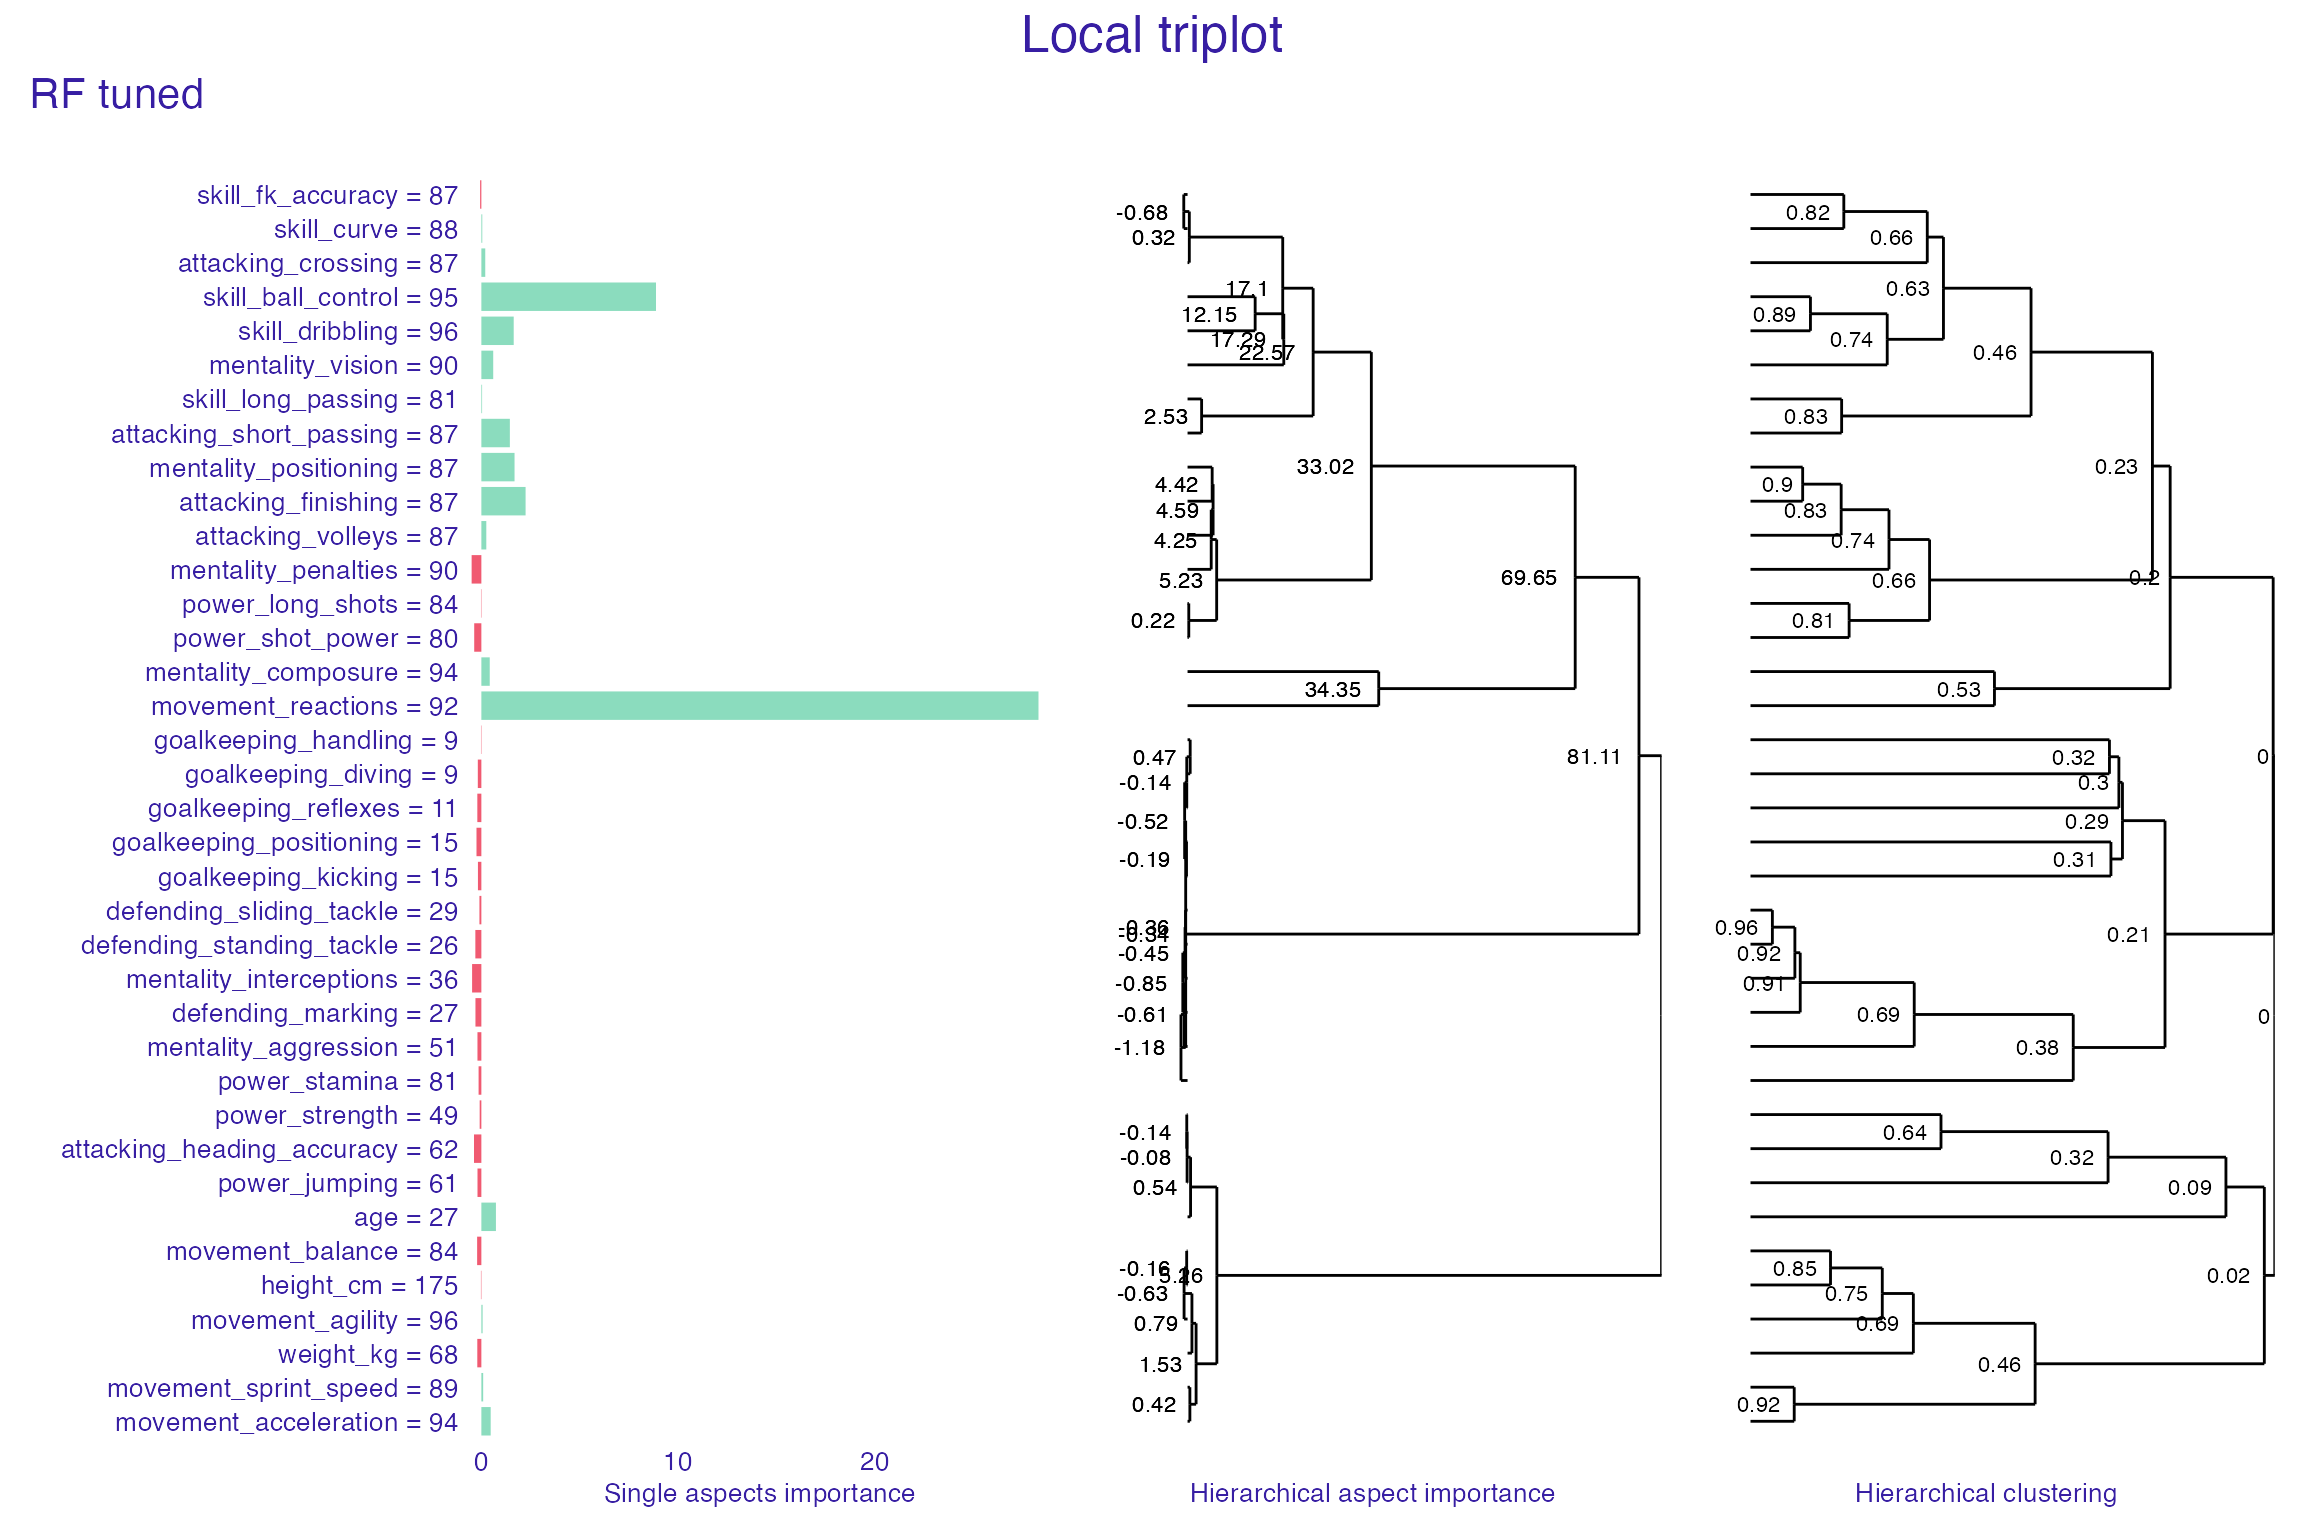 Local triplot
RF tuned
skill_fk_accuracy = 87
skill_curve = 88
attacking_crossing = 87
skill_ball_control = 95
skill_dribbling = 96
mentality_vision = 90
skill_long_passing = 81
attacking_short_passing = 87
mentality_positioning = 87
attacking_finishing = 87
attacking_volleys = 87
mentality_penalties = 90
power_long_shots = 84
power_shot_power = 80
mentality_composure = 94
movement_reactions = 92
goalkeeping_handling = 9
goalkeeping_diving = 9
goalkeeping_reflexes = 11
goalkeeping_positioning = 15
goalkeeping_kicking = 15
defending_sliding_tackle = 29
defending_standing_tackle = 26
mentality_interceptions = 36
defending_marking = 27
mentality_aggression = 51
power_stamina = 81
power_strength = 49
attacking_heading_accuracy = 62
power_jumping = 61
age = 27
movement_balance = 84
height_cm = 175
movement_agility = 96
weight_kg = 68
movement_sprint_speed = 89
movement_acceleration = 94
0 10 20
Single aspects importance
-0.68
0.32
17.1
12.15
17.29
22.57
2.53
33.02
4.42
4.59
4.25
69.65
5.23
0.22
34.35
0.47
81.11
-0.14
-0.52
-0.19
-0.36
-0.34
-0.45
-0.85
-0.61
-1.18
-0.14
-0.08
0.54
-0.16
5.26
-0.63
0.79
1.53
0.42
Hierarchical aspect importance
0.82
0.66
0.63
0.89
0.74
0.46
0.83
0.23
0.9
0.83
0.74
0.2
0.66
0.81
0.53
0.32
0
0.3
0.29
0.31
0.96
0.21
0.92
0.91
0.69
0
0.38
0.64
0.32
0.09
0.85
0.02
0.75
0.69
0.46
0.92
Hierarchical clustering